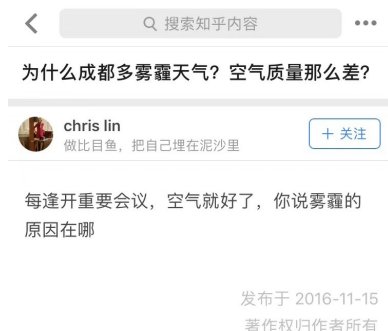 搜索知乎内容
为什么成都多雾霾天气？空气质量那么差？
chris lin
做比目鱼，把自己埋在泥沙里
＋ 关注
每逢开重要会议，空气就好了，你说雾霾的
原因在哪
发布于 2016-11-15
著作权归作者所有